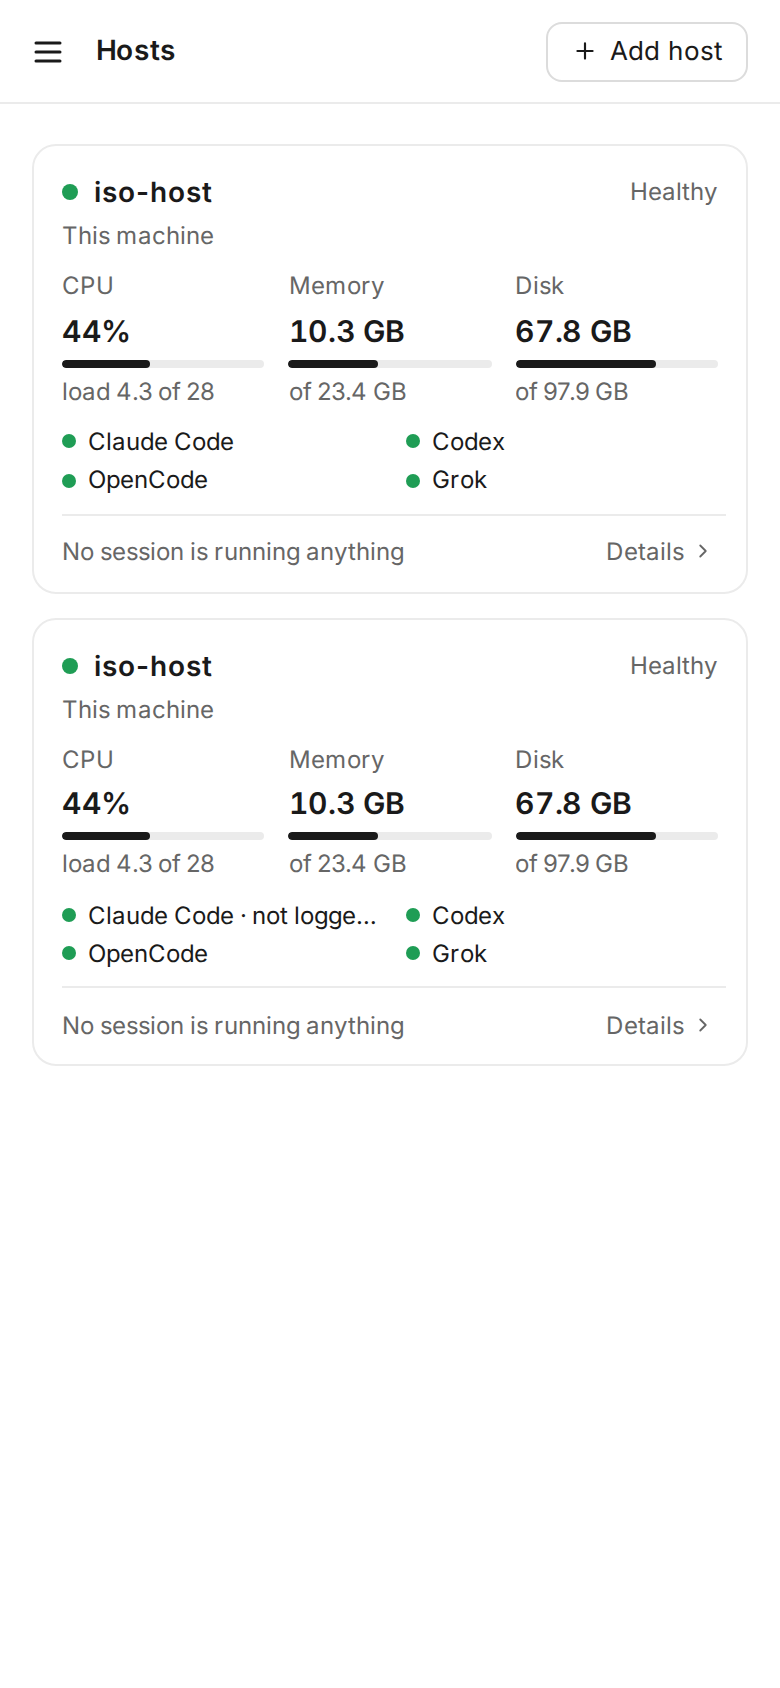 Hosts
Add host
iso-host
Healthy
This machine
CPU Memory Disk
44% 10.3 GB 67.8 GB
load 4.3 of 28 of 23.4 GB of 97.9 GB
Claude Code Codex
OpenCode Grok
No session is running anything Details
iso-host
Healthy
This machine
CPU Memory Disk
44% 10.3 GB 67.8 GB
load 4.3 of 28 of 23.4 GB of 97.9 GB
Claude Code · not logge... Codex
OpenCode Grok
No session is running anything Details